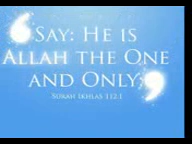 “SAY: HE IS
ALLAH THE ONE
AND ONLY;”
SURAH IKHLAS 112:1